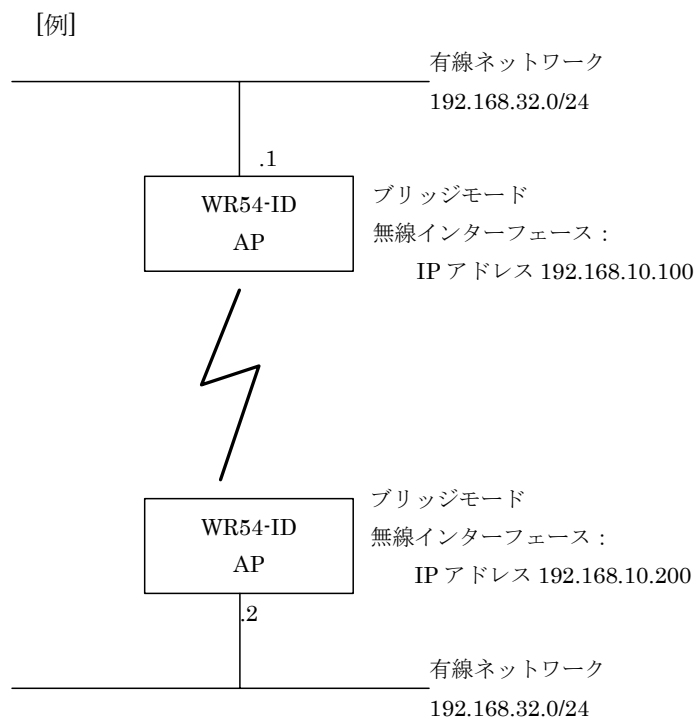 [例]
有線ネットワーク
192.168.32.0/24
.1
WR54-ID
AP
ブリッジモード
無線インターフェース：
IP アドレス 192.168.10.100
ブリッジモード
無線インターフェース：
IP アドレス 192.168.10.200
WR54-ID
AP
.2
有線ネットワーク
192.168.32.0/24